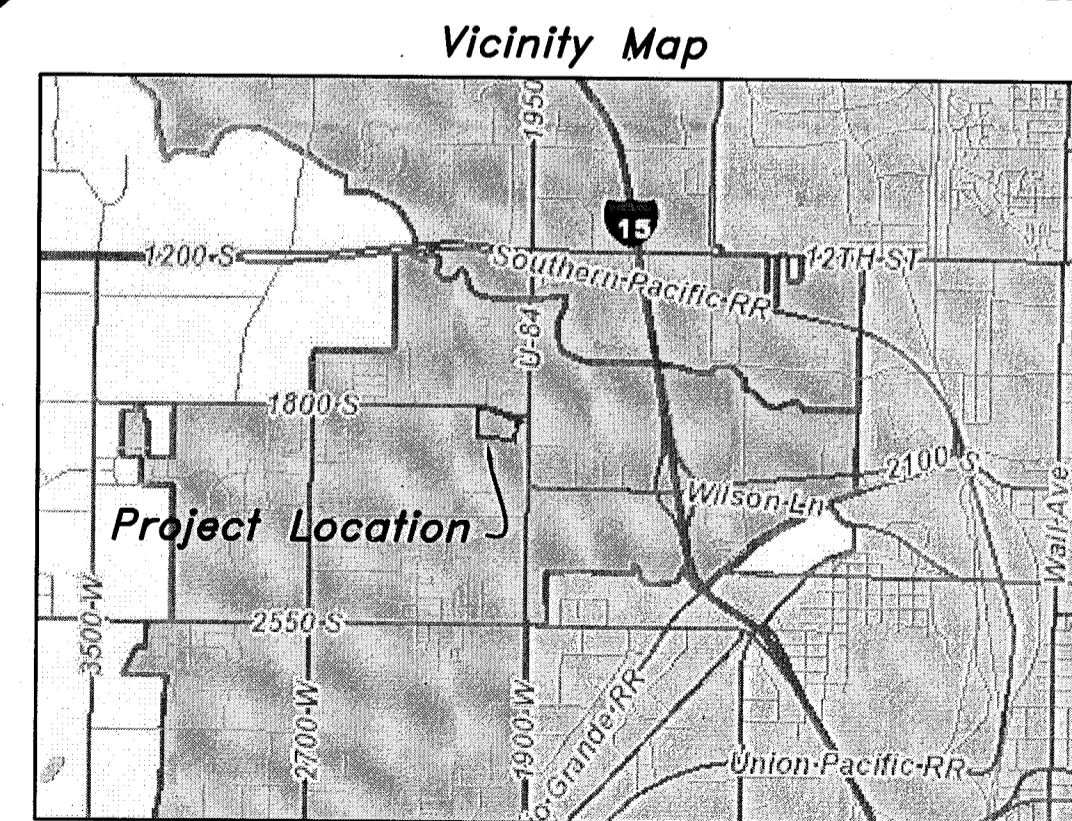 Vicinity Map
1950
15
1200-S
Southern-Pacific-RR
12TH-ST
U-84
1800-S
2100-S
Wilson-Ln
Project Location
Wall-Ave
3500-W
2550-S
2700-W
1900-W
o-Grande-RR
Union-Pacific-RR